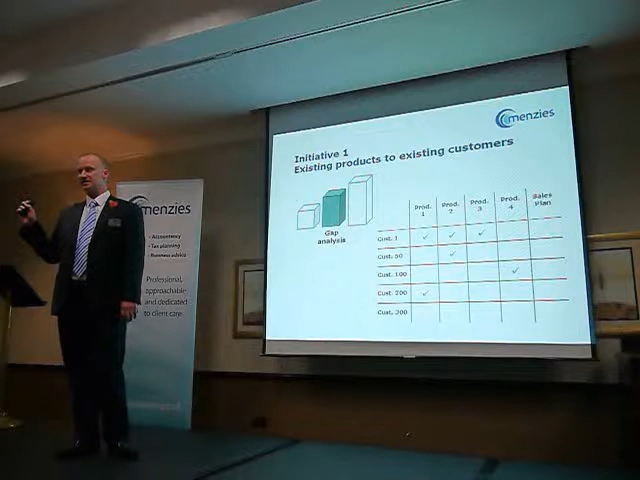 menzies
Initiative 1
Existing products to existing customers
Gap
analysis
Prod. 1 Prod. 2 Prod. 3 Prod. 4 Sales Plan
Cust. 1 ✓ ✓ ✓
Cust. 50 ✓
Cust. 100 ✓
Cust. 200 ✓
Cust. 300
menzies
- Accountancy
- Tax planning
- Business advice
Professional,
approachable
and dedicated
to client care.